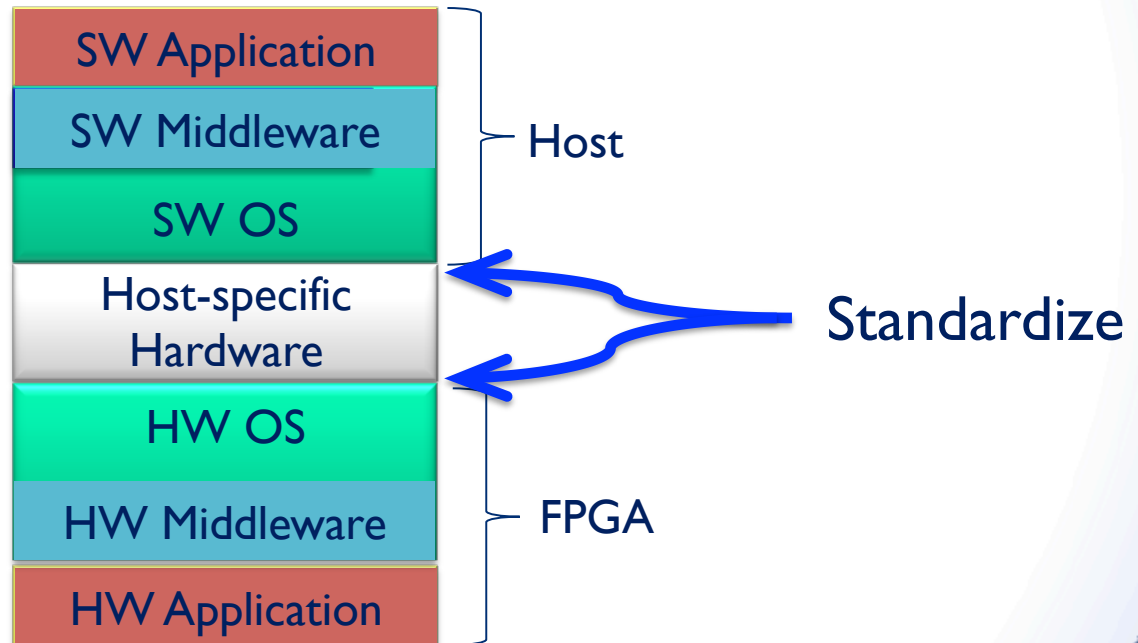 SW Application
SW Middleware
Host
SW OS
Host-specific
Hardware
Standardize
HW OS
HW Middleware
FPGA
HW Application